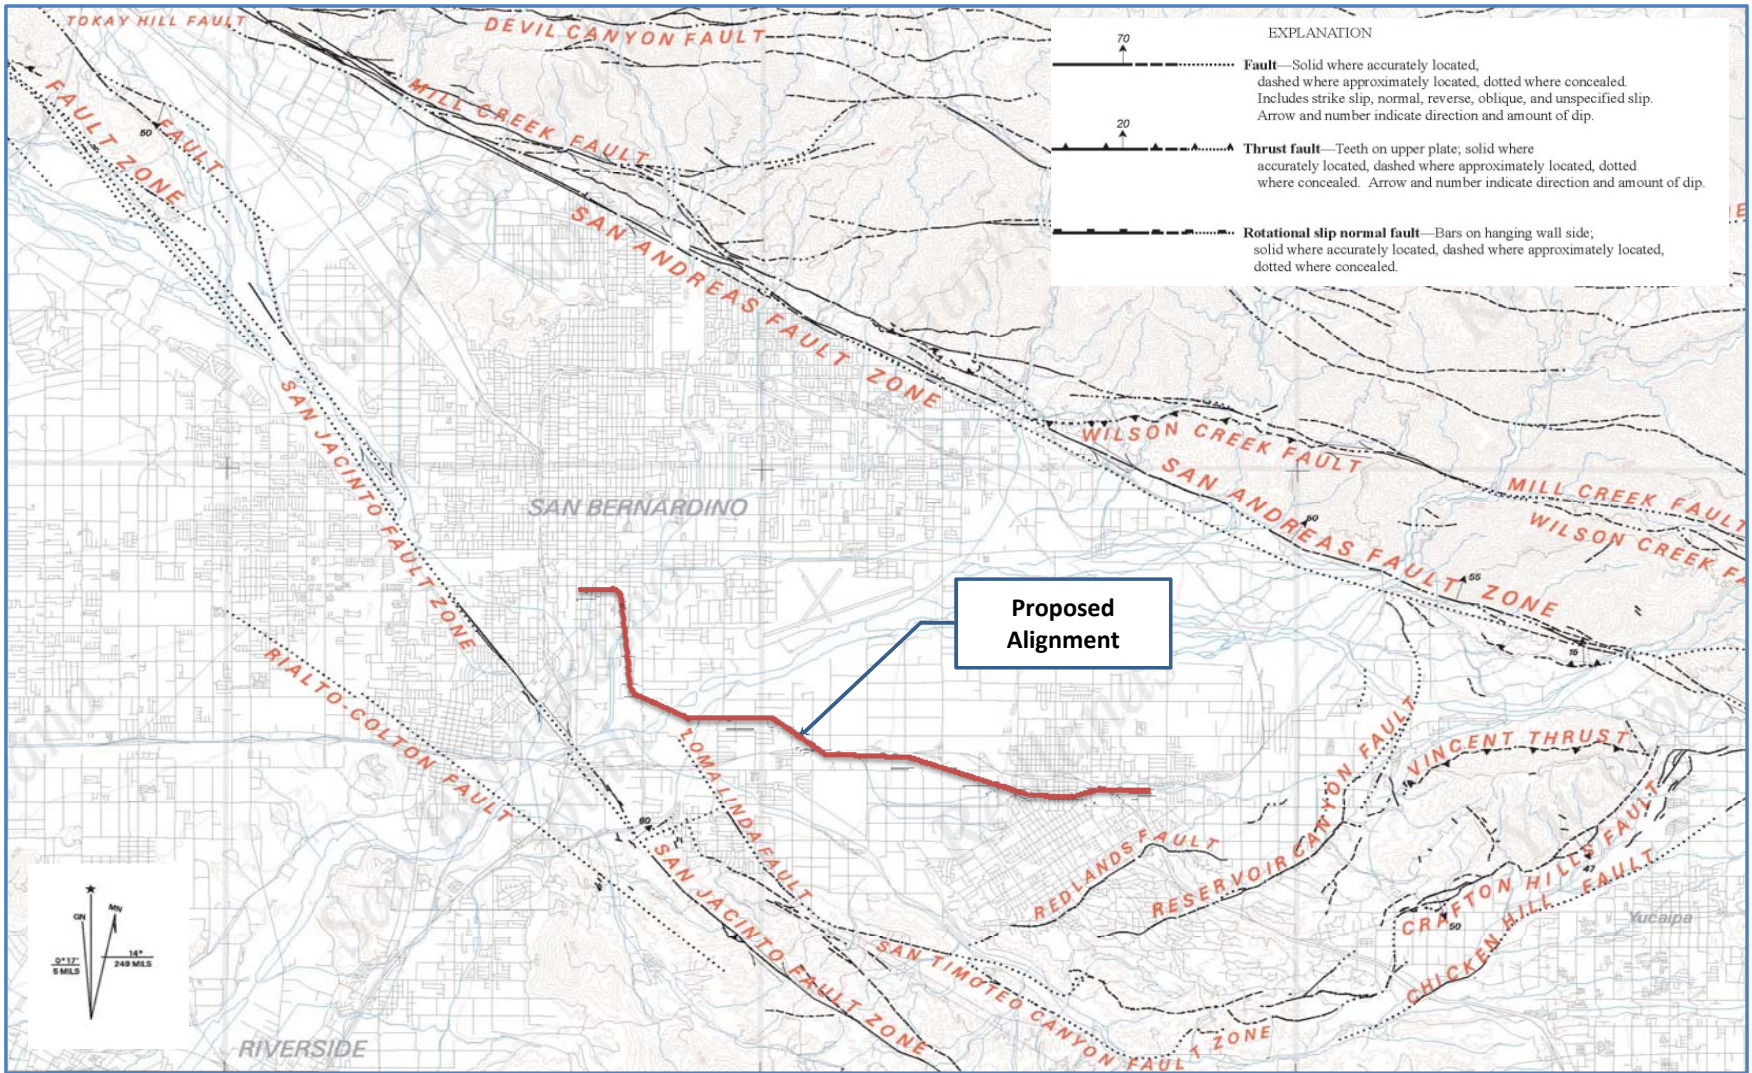 TOKAY HILL FAULT
DEVIL CANYON FAULT
EXPLANATION
70
Fault—Solid where accurately located,
dashed where approximately located, dotted where concealed.
Includes strike slip, normal, reverse, oblique, and unspecified slip.
Arrow and number indicate direction and amount of dip.
20
Thrust fault—Teeth on upper plate; solid where
accurately located, dashed where approximately located, dotted
where concealed. Arrow and number indicate direction and amount of dip.
Rotational slip normal fault—Bars on hanging wall side;
solid where accurately located, dashed where approximately located,
dotted where concealed.
FAULT ZONE
50
FAULT
MILL CREEK FAULT
SAN ANDREAS FAULT ZONE
SAN JACINTO FAULT ZONE
WILSON CREEK FAULT
SAN ANDREAS FAULT ZONE
MILL CREEK FAULT
WILSON CREEK FA
SAN BERNARDINO
50
55
15
Proposed
Alignment
RIALTO-COLTON FAULT
LOMA LINDA FAULT
60
VINCENT THRUST
REDLANDS FAULT
RESERVOIR CANYON FAULT
CRAFTON HILLS FAULT
47
50
CHICKEN HILL FAULT
Yucaipa
SAN JACINTO FAULT ZONE
SAN TIMOTEO CANYON FAULT ZONE
GN
MN
0°17'
5 MILS
14°
249 MILS
RIVERSIDE